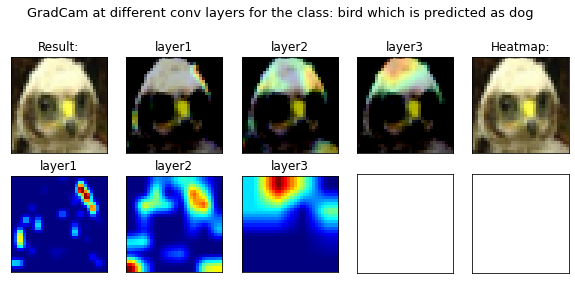 GradCam at different conv layers for the class: bird which is predicted as dog
Result:
layer1
layer2
layer3
Heatmap:
layer1
layer2
layer3